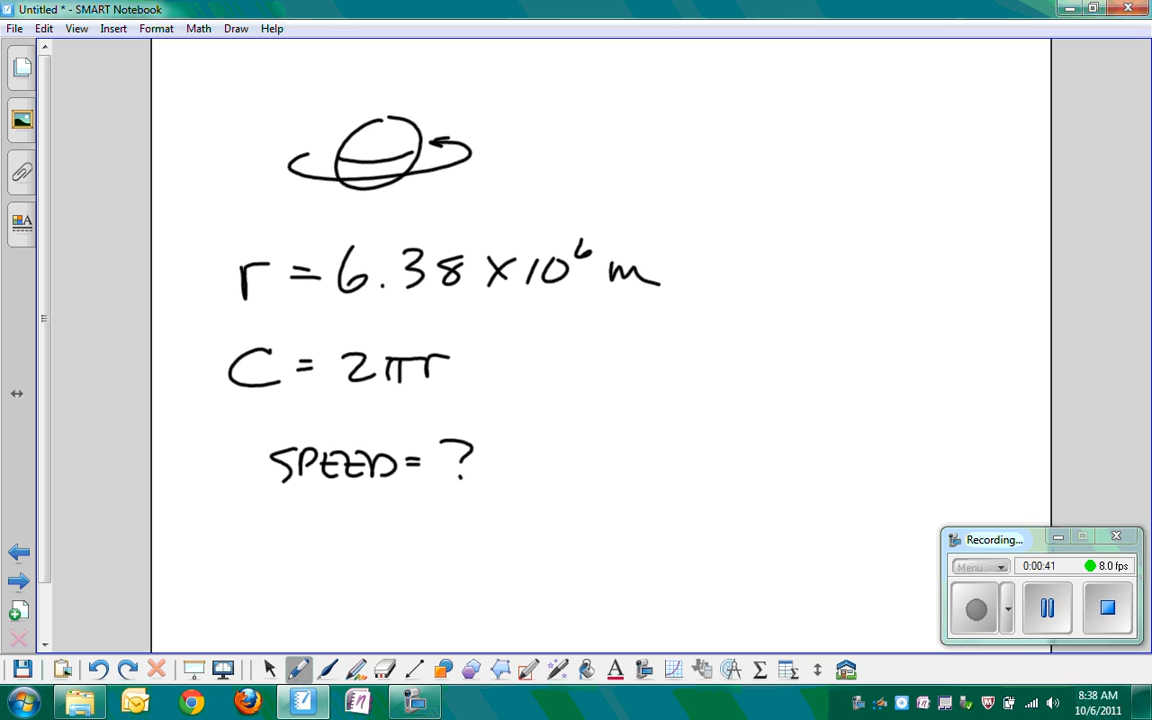 Untitled * - SMART Notebook
File Edit View Insert Format Math Draw Help
r = 6.38 × 10⁶ m
C = 2πr
SPEED = ?
Recording...
Menu 0:00:41 8.0 fps
8:38 AM
10/6/2011